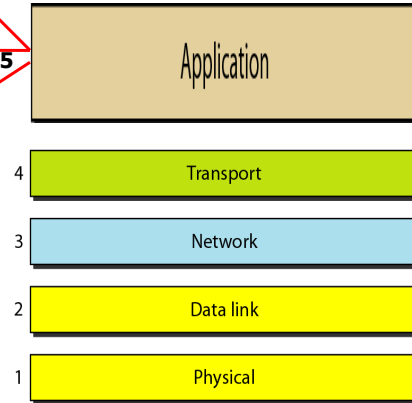 Application
5
4 Transport
3 Network
2 Data link
1 Physical